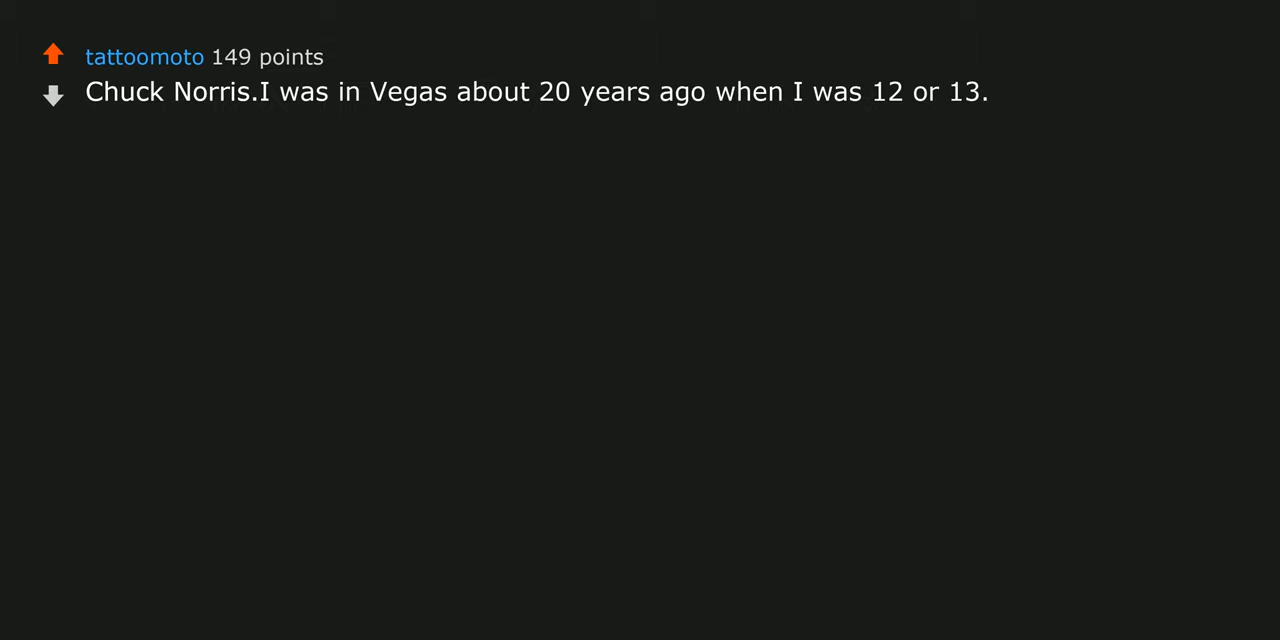 tattoomoto 149 points
Chuck Norris.I was in Vegas about 20 years ago when I was 12 or 13.